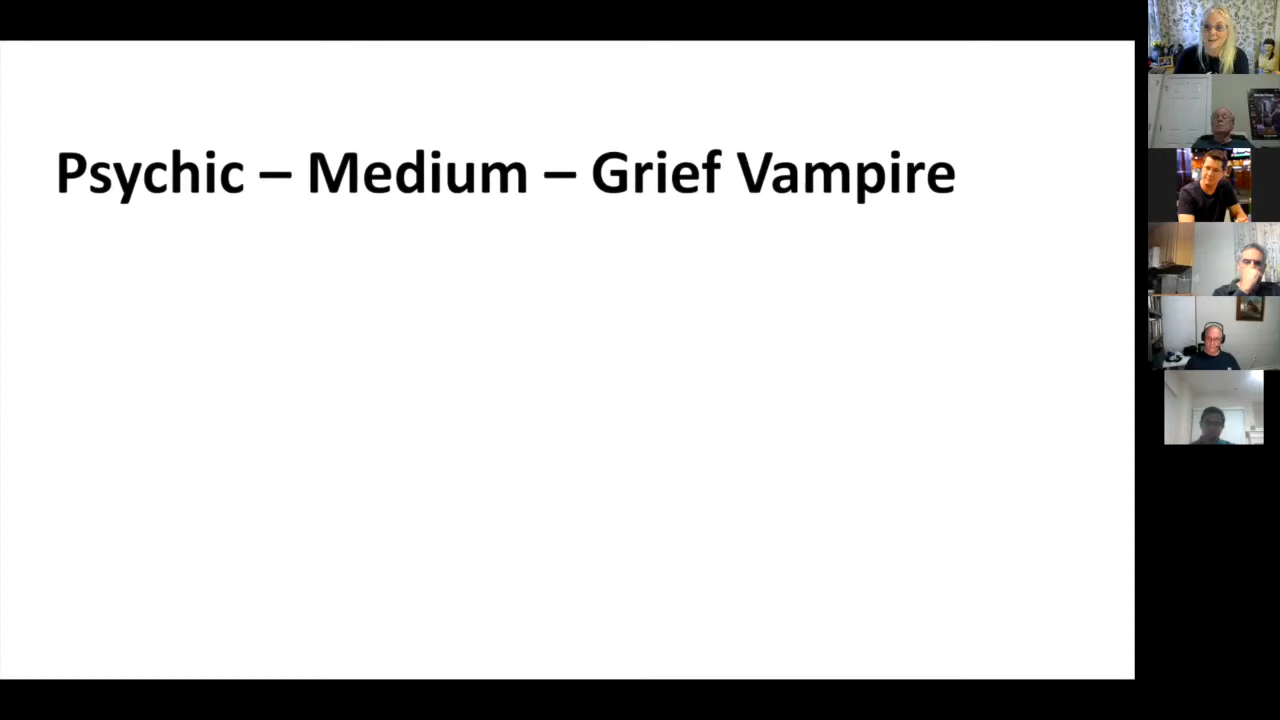 Psychic – Medium – Grief Vampire